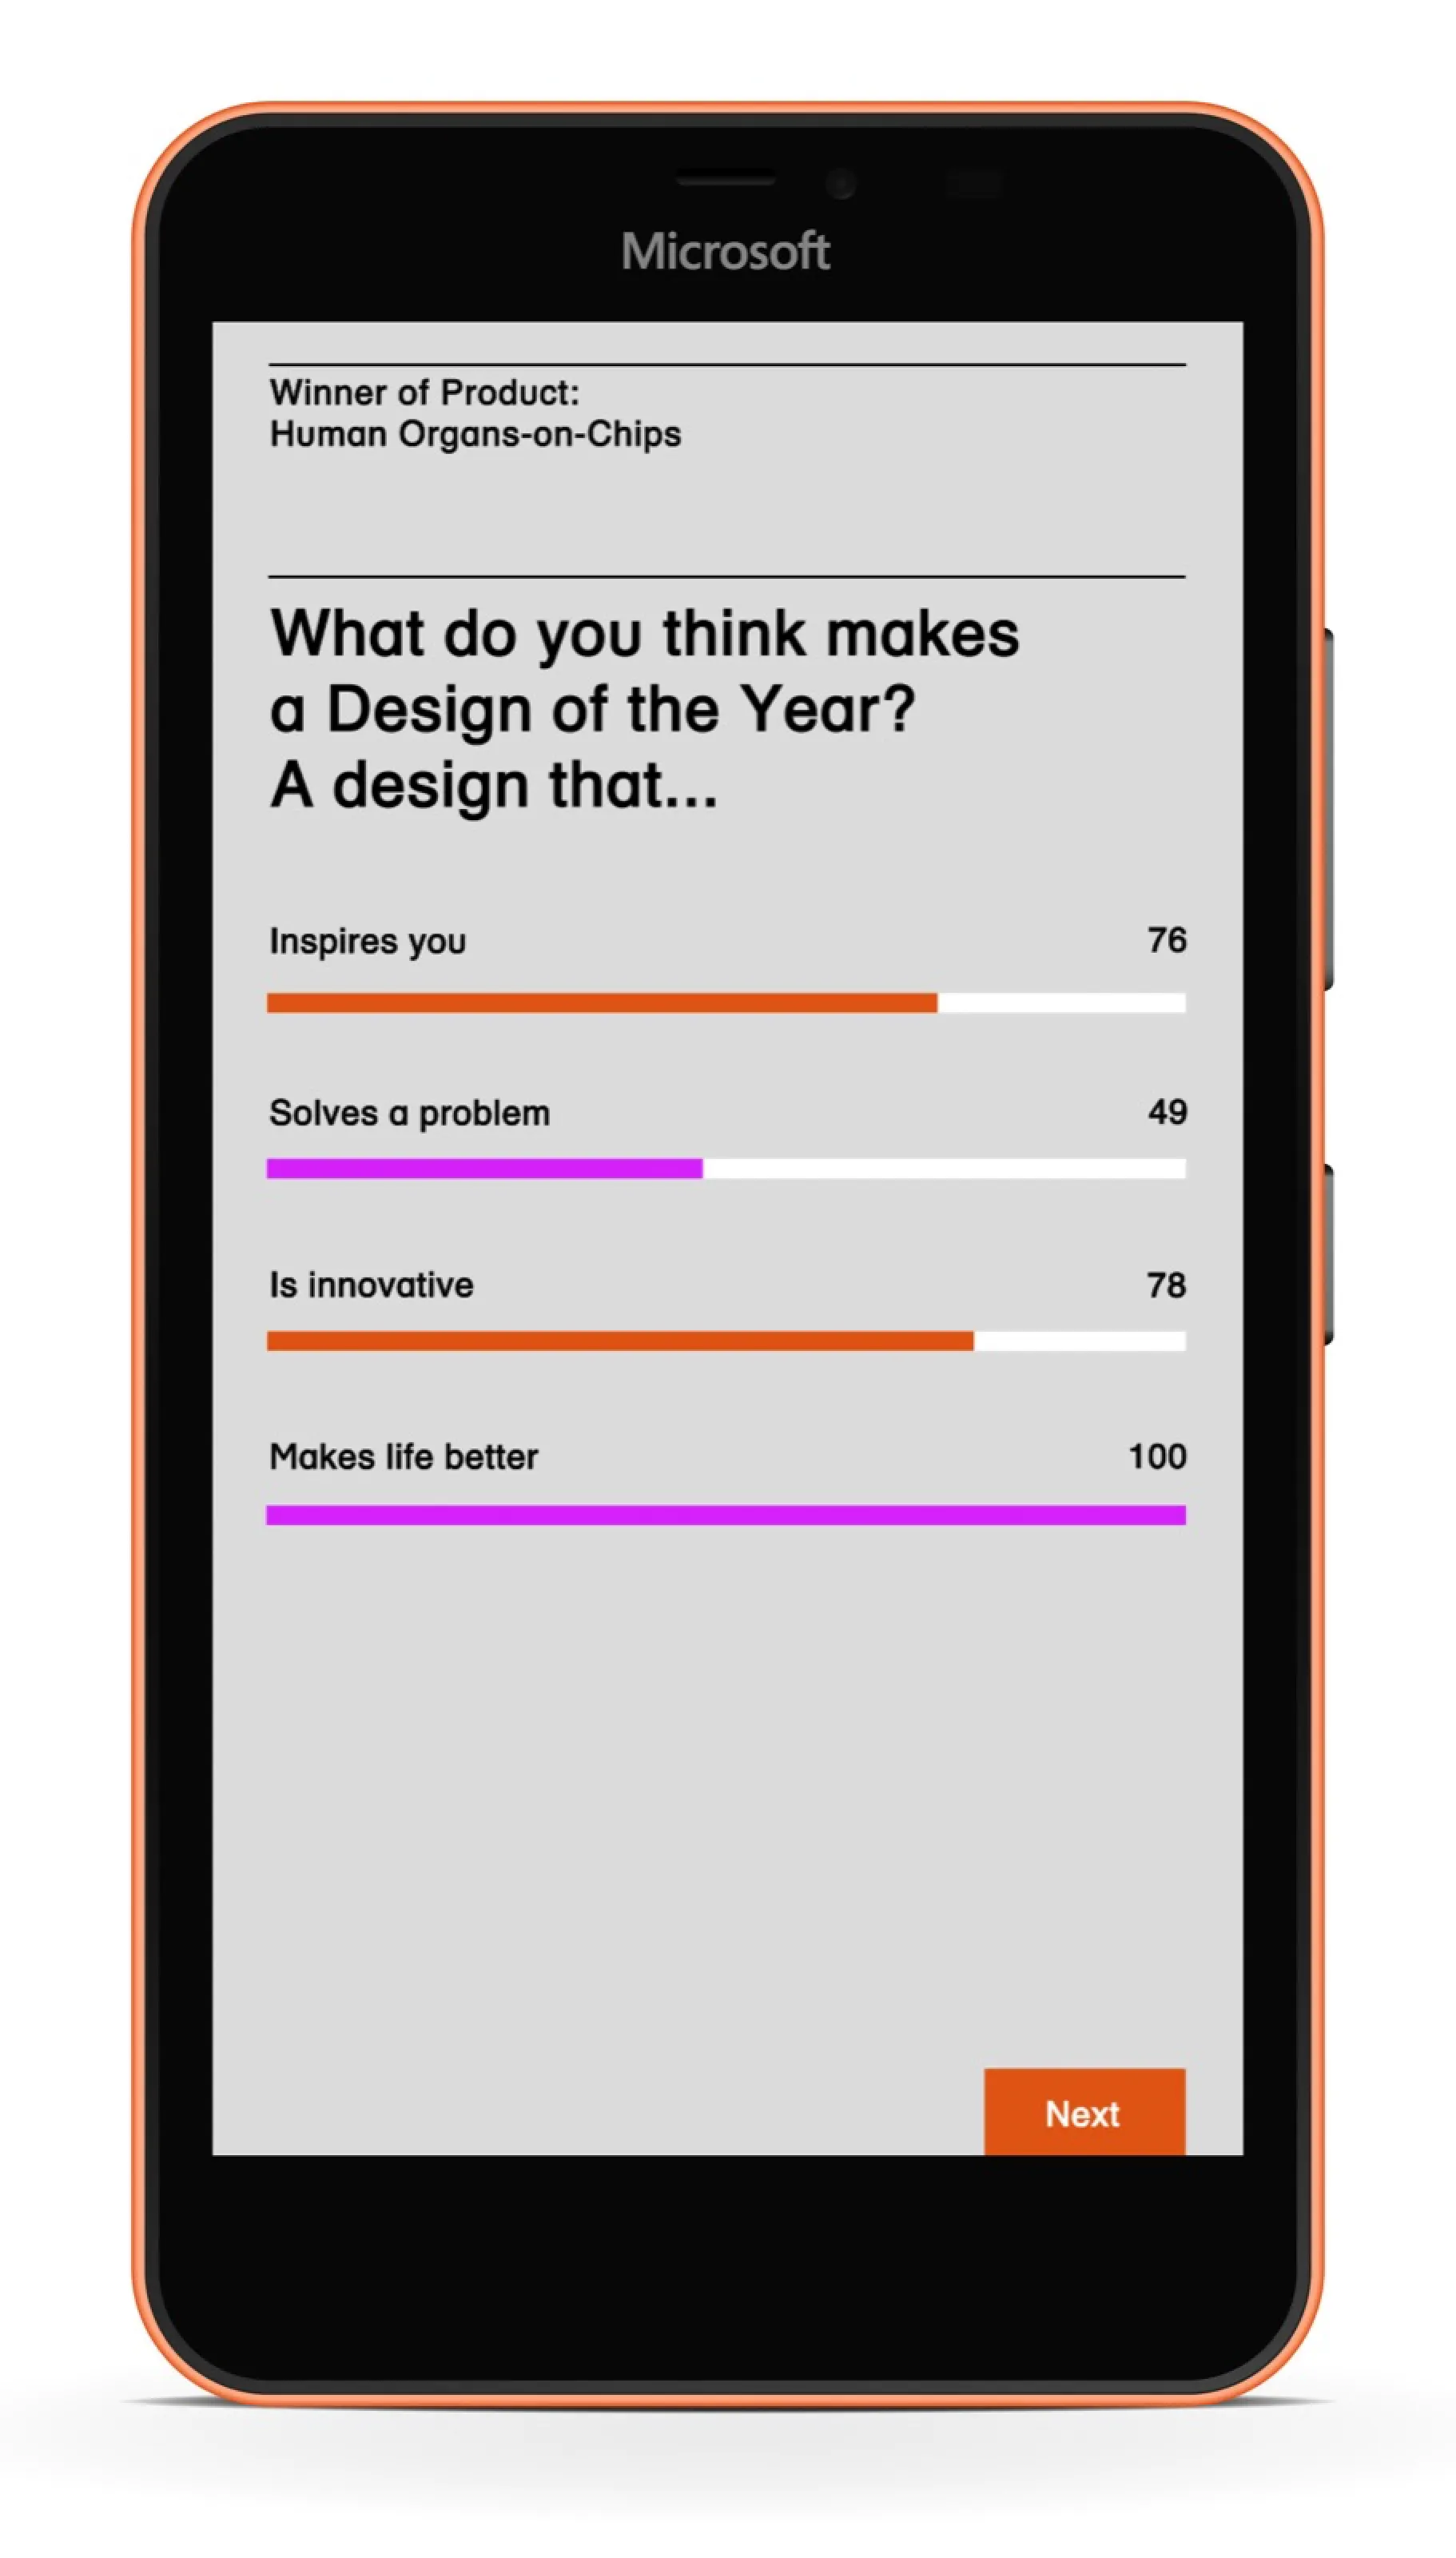 Microsoft
Winner of Product:
Human Organs-on-Chips
What do you think makes
a Design of the Year?
A design that...
Inspires you 76
Solves a problem 49
Is innovative 78
Makes life better 100
Next